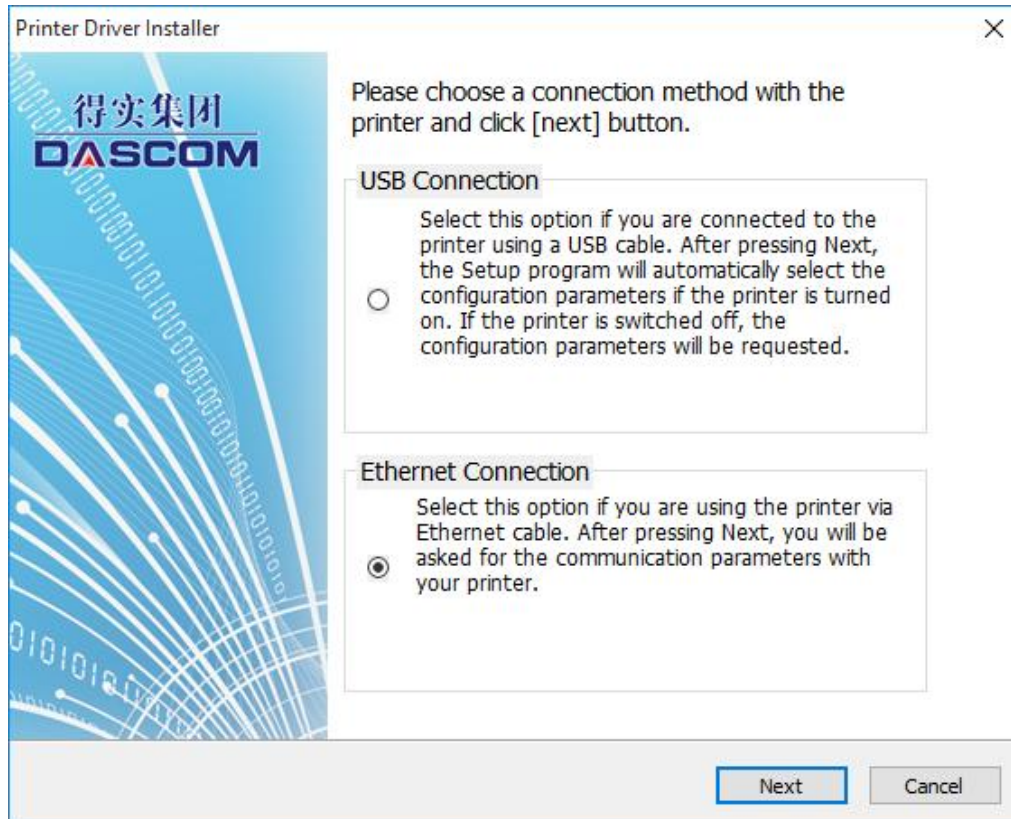 Printer Driver Installer
得实集团
DASCOM
Please choose a connection method with the
printer and click [next] button.
USB Connection
Select this option if you are connected to the
printer using a USB cable. After pressing Next,
the Setup program will automatically select the
configuration parameters if the printer is turned
on. If the printer is switched off, the
configuration parameters will be requested.
Ethernet Connection
Select this option if you are using the printer via
Ethernet cable. After pressing Next, you will be
asked for the communication parameters with
your printer.
Next
Cancel